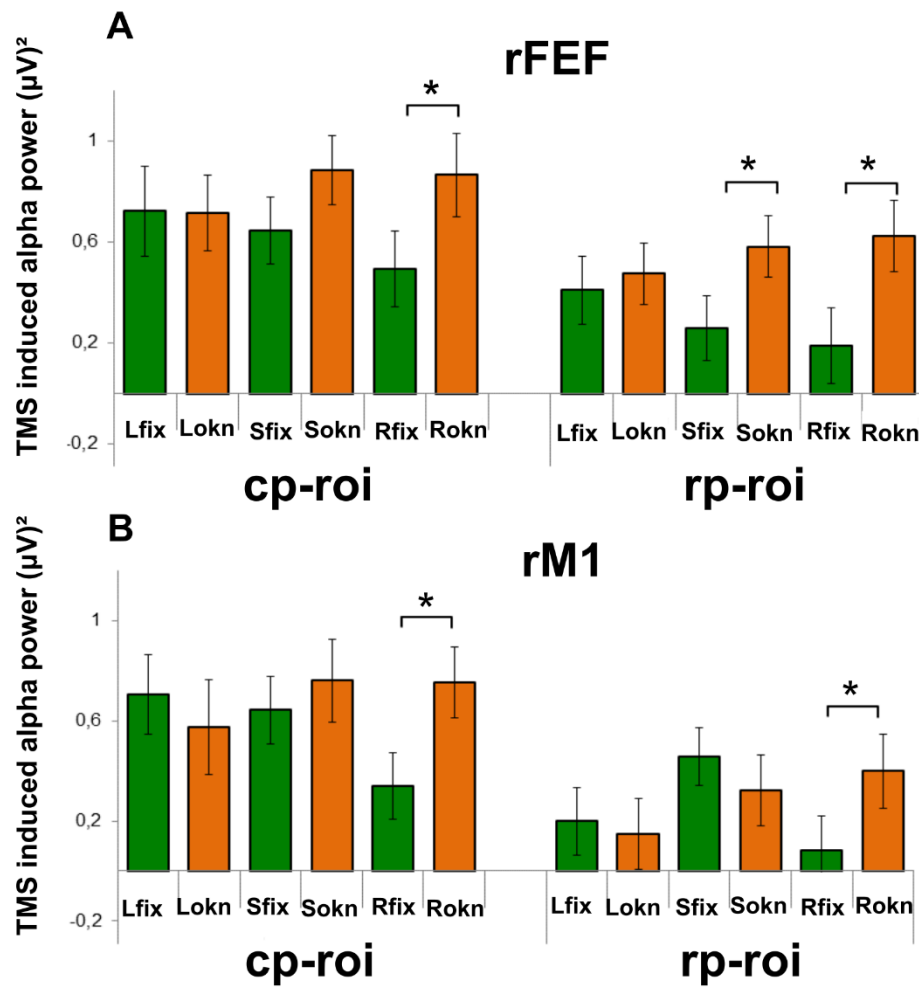 A
rFEF
TMS induced alpha power (µV)²
1
0,6
0,2
-0,2
*
*
*
Lfix Lokn Sfix Sokn Rfix Rokn
Lfix Lokn Sfix Sokn Rfix Rokn
cp-roi
rp-roi
B
rM1
TMS induced alpha power (µV)²
1
0,6
0,2
-0,2
*
*
Lfix Lokn Sfix Sokn Rfix Rokn
Lfix Lokn Sfix Sokn Rfix Rokn
cp-roi
rp-roi